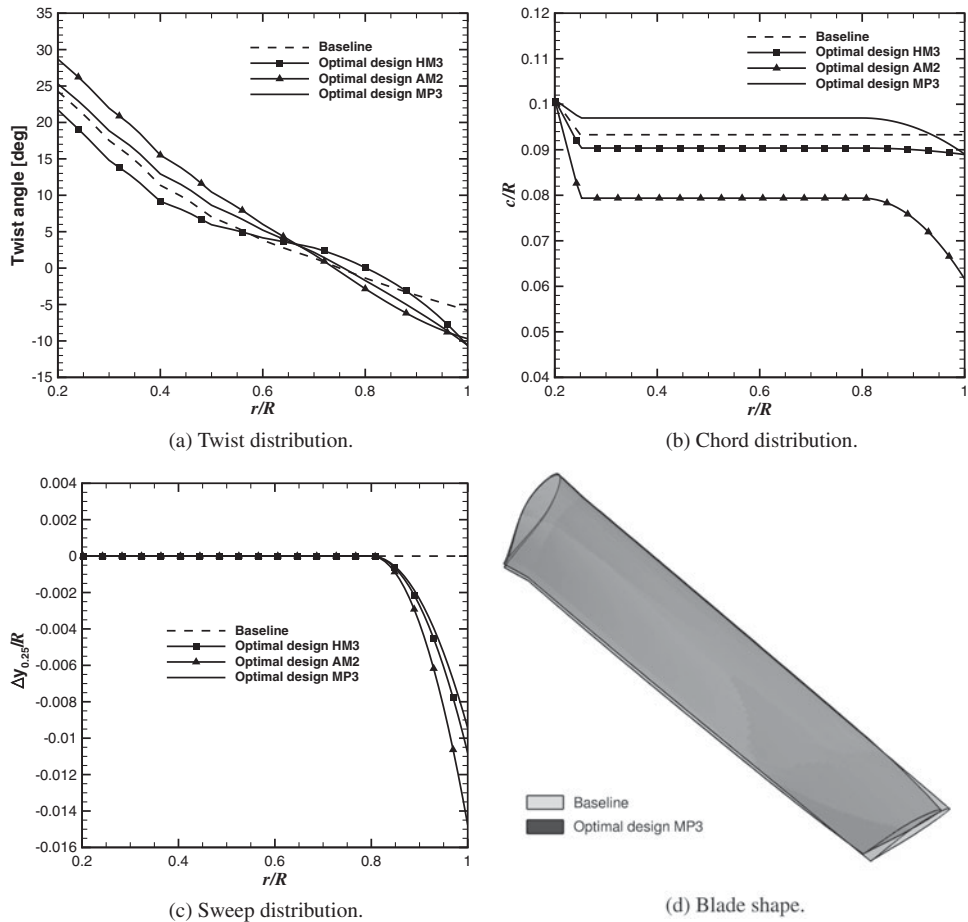 35
30
25
20
15
10
5
0
-5
-10
-15
Twist angle [deg]
Baseline
Optimal design HM3
Optimal design AM2
Optimal design MP3
0.2
0.4
0.6
0.8
1
r/R
(a) Twist distribution.
0.12
0.11
0.1
0.09
0.08
0.07
0.06
0.05
0.04
c/R
Baseline
Optimal design HM3
Optimal design AM2
Optimal design MP3
0.2
0.4
0.6
0.8
1
r/R
(b) Chord distribution.
0.004
0.002
0
-0.002
-0.004
-0.006
-0.008
-0.01
-0.012
-0.014
-0.016
Δy0.25/R
Baseline
Optimal design HM3
Optimal design AM2
Optimal design MP3
0.2
0.4
0.6
0.8
1
r/R
(c) Sweep distribution.
Baseline
Optimal design MP3
(d) Blade shape.